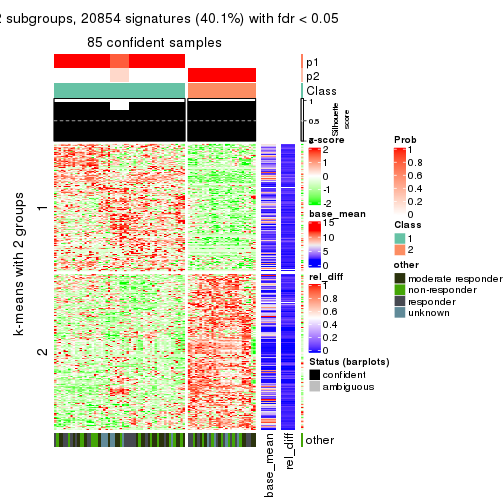 2 subgroups, 20854 signatures (40.1%) with fdr < 0.05
85 confident samples
p1
p2
Class
1
0.5
Silhouette
score
k-means with 2 groups
1
2
other
base_mean
rel_diff
z-score
2
1
0
-1
-2
base_mean
15
10
5
0
rel_diff
1
0.8
0.6
0.4
0.2
0
Status (barplots)
confident
ambiguous
Prob
1
0.8
0.6
0.4
0.2
0
Class
1
2
other
moderate responder
non-responder
responder
unknown